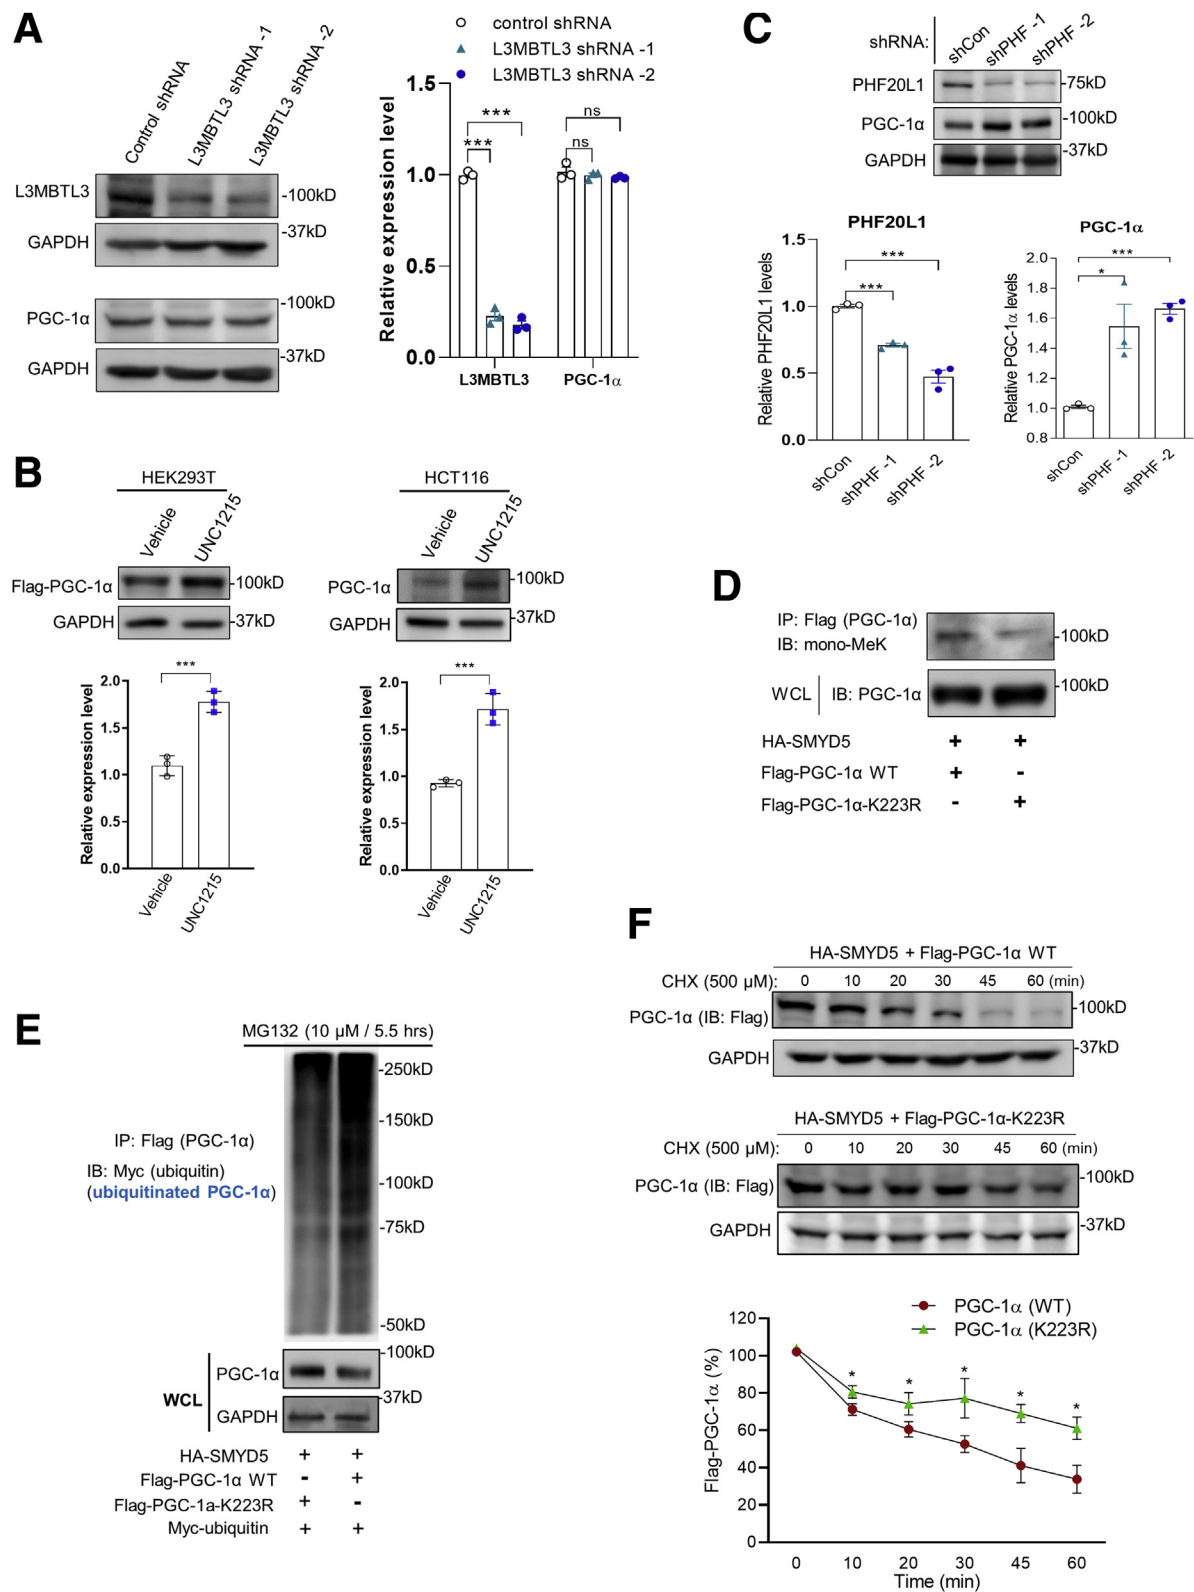 A
Control shRNA
L3MBTL3 shRNA -1
L3MBTL3 shRNA -2
L3MBTL3
-100kD
GAPDH
-37kD
PGC-1α
-100kD
GAPDH
-37kD
control shRNA
L3MBTL3 shRNA -1
L3MBTL3 shRNA -2
Relative expression level
1.5
1.0
0.5
0.0
***
***
ns
ns
L3MBTL3
PGC-1α
C
shRNA:
shCon
shPHF -1
shPHF -2
PHF20L1
-75kD
PGC-1α
-100kD
GAPDH
-37kD
PHF20L1
Relative PHF20L1 levels
1.5
1.0
0.5
0.0
***
***
shCon
shPHF -1
shPHF -2
PGC-1α
Relative PGC-1α levels
2.0
1.8
1.6
1.4
1.2
1.0
0.8
***
*
shCon
shPHF -1
shPHF -2
B
HEK293T
Vehicle
UNC1215
Flag-PGC-1α
-100kD
GAPDH
-37kD
Relative expression level
2.0
1.5
1.0
0.5
0.0
***
Vehicle
UNC1215
HCT116
Vehicle
UNC1215
PGC-1α
-100kD
GAPDH
-37kD
Relative expression level
2.0
1.5
1.0
0.5
0.0
***
Vehicle
UNC1215
D
IP: Flag (PGC-1α)
IB: mono-MeK
-100kD
WCL
IB: PGC-1α
-100kD
HA-SMYD5 + +
Flag-PGC-1α WT + -
Flag-PGC-1α-K223R - +
E
MG132 (10 μM / 5.5 hrs)
-250kD
-150kD
IP: Flag (PGC-1α)
IB: Myc (ubiquitin)
(ubiquitinated PGC-1α)
-100kD
-75kD
-50kD
WCL
PGC-1α
-100kD
GAPDH
-37kD
HA-SMYD5 + +
Flag-PGC-1α WT - +
Flag-PGC-1a-K223R + -
Myc-ubiquitin + +
F
HA-SMYD5 + Flag-PGC-1α WT
CHX (500 μM): 0 10 20 30 45 60 (min)
PGC-1α (IB: Flag)
-100kD
GAPDH
-37kD
HA-SMYD5 + Flag-PGC-1α-K223R
CHX (500 μM): 0 10 20 30 45 60 (min)
PGC-1α (IB: Flag)
-100kD
GAPDH
-37kD
PGC-1α (WT)
PGC-1α (K223R)
Flag-PGC-1α (%)
120
100
80
60
40
20
0
* * * * *
0 10 20 30 45 60
Time (min)